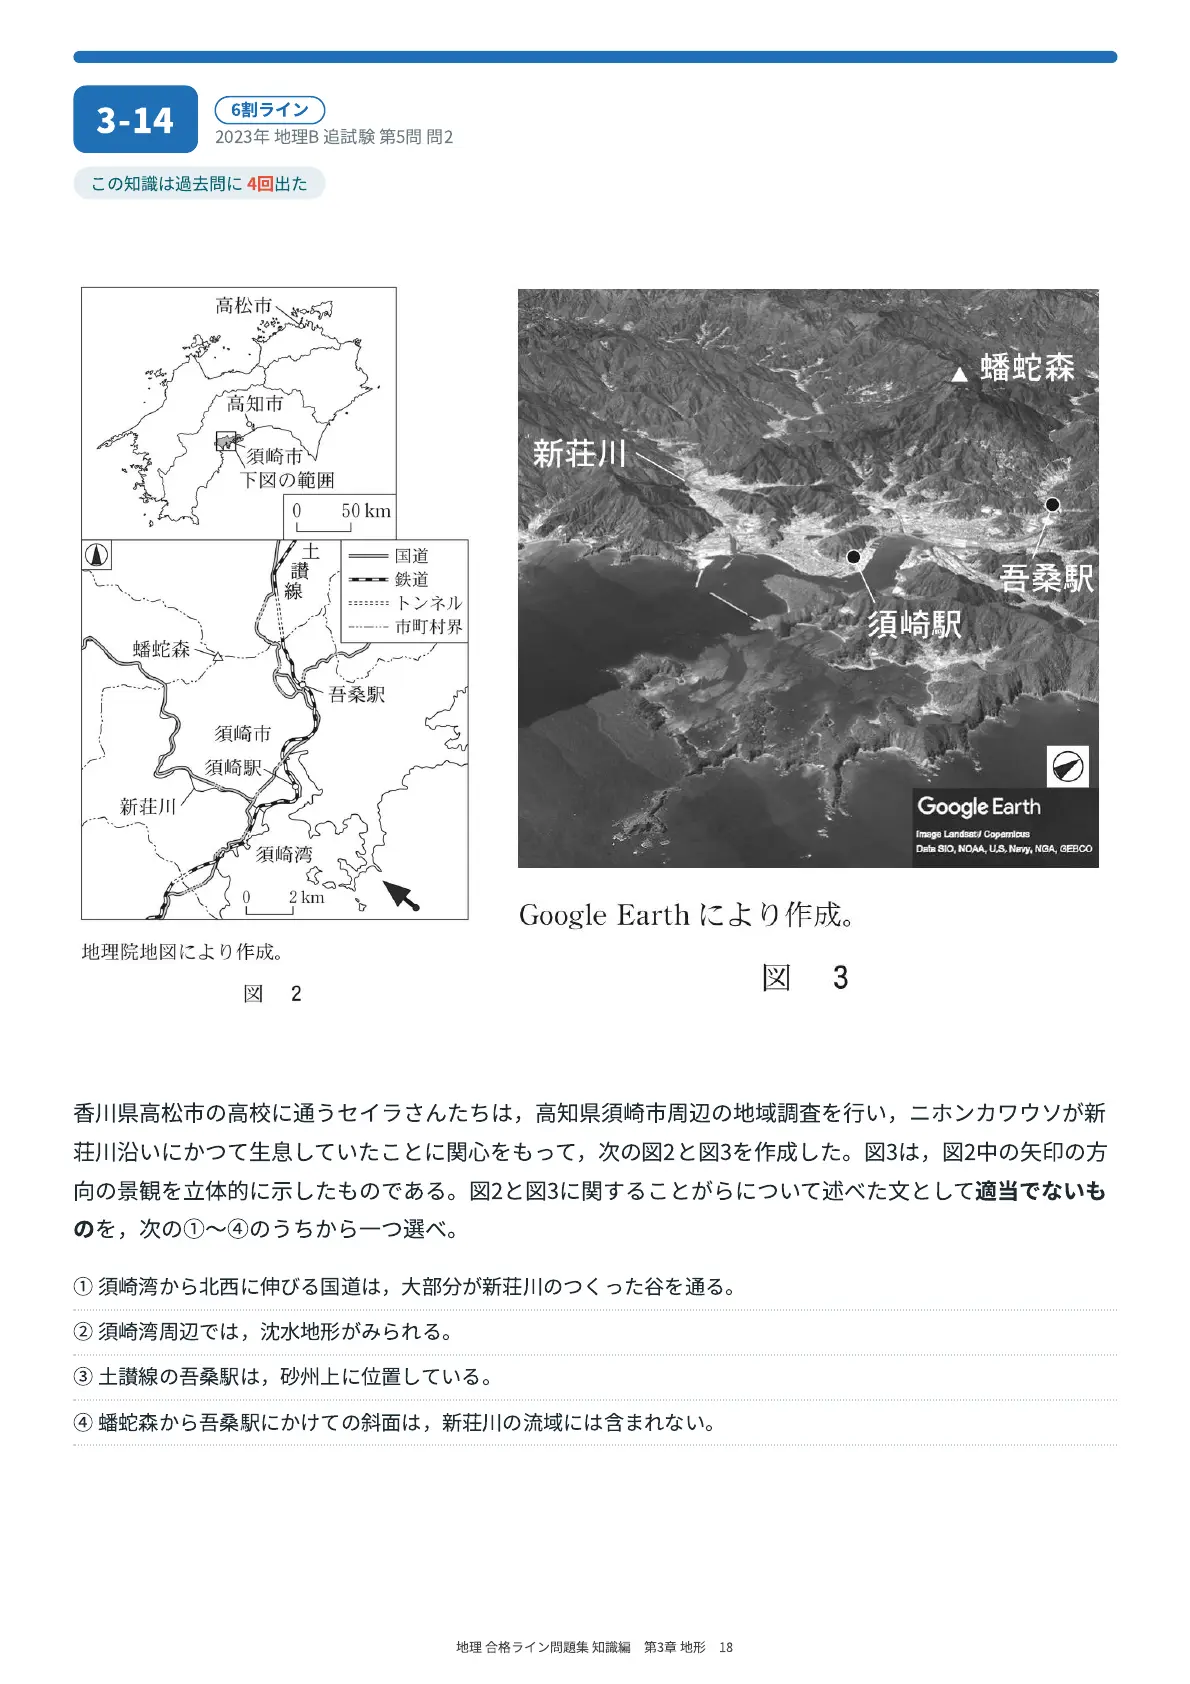 3-14
6割ライン
2023年 地理B 追試験 第5問 問2
この知識は過去問に 4回出た
高松市
高知市
須崎市
下図の範囲
0 50 km
土讃線
国道
鉄道
トンネル
市町村界
蟠蛇森
吾桑駅
須崎市
須崎駅
新荘川
須崎湾
0 2 km
地理院地図により作成。
図 2
蟠蛇森
新荘川
吾桑駅
須崎駅
Google Earth
Image Landsat/ Copernicus
Data SIO, NOAA, U.S. Navy, NGA, GEBCO
Google Earth により作成。
図 3
香川県高松市の高校に通うセイラさんたちは，高知県須崎市周辺の地域調査を行い，ニホンカワウソが新
荘川沿いにかつて生息していたことに関心をもって，次の図2と図3を作成した。図3は，図2中の矢印の方
向の景観を立体的に示したものである。図2と図3に関することがらについて述べた文として適当でないも
のを，次の①～④のうちから一つ選べ。
① 須崎湾から北西に伸びる国道は，大部分が新荘川のつくった谷を通る。
② 須崎湾周辺では，沈水地形がみられる。
③ 土讃線の吾桑駅は，砂州上に位置している。
④ 蟠蛇森から吾桑駅にかけての斜面は，新荘川の流域には含まれない。
地理 合格ライン問題集 知識編 第3章 地形 18